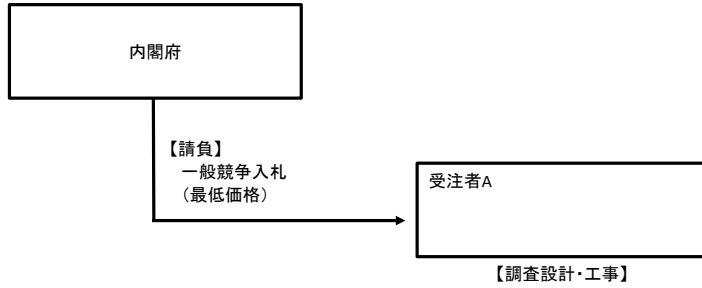 内閣府
【請負】
一般競争入札
（最低価格）
受注者A
【調査設計・工事】